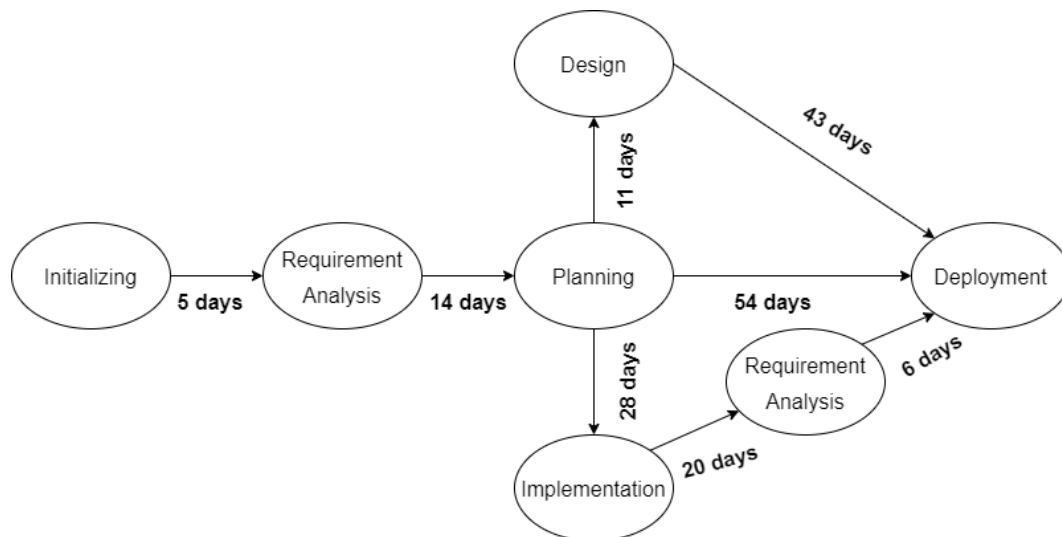 Design
43 days
11 days
Initializing
5 days
Requirement
Analysis
14 days
Planning
54 days
Deployment
28 days
Requirement
Analysis
6 days
20 days
Implementation